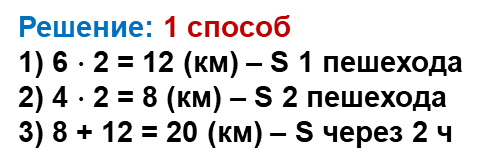 Решение: 1 способ
1) 6 · 2 = 12 (км) – S 1 пешехода
2) 4 · 2 = 8 (км) – S 2 пешехода
3) 8 + 12 = 20 (км) – S через 2 ч